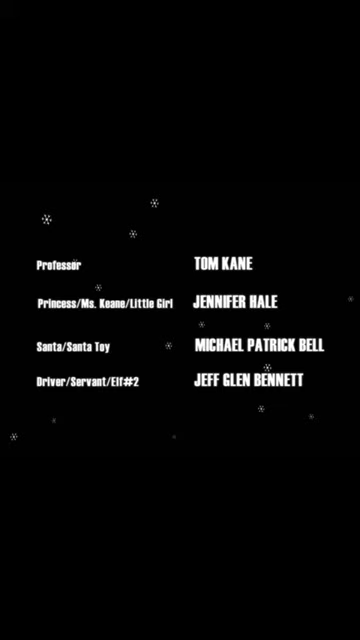 Professor TOM KANE
Princess/Ms. Keane/Little Girl JENNIFER HALE
Santa/Santa Toy MICHAEL PATRICK BELL
Driver/Servant/Elf#2 JEFF GLEN BENNETT